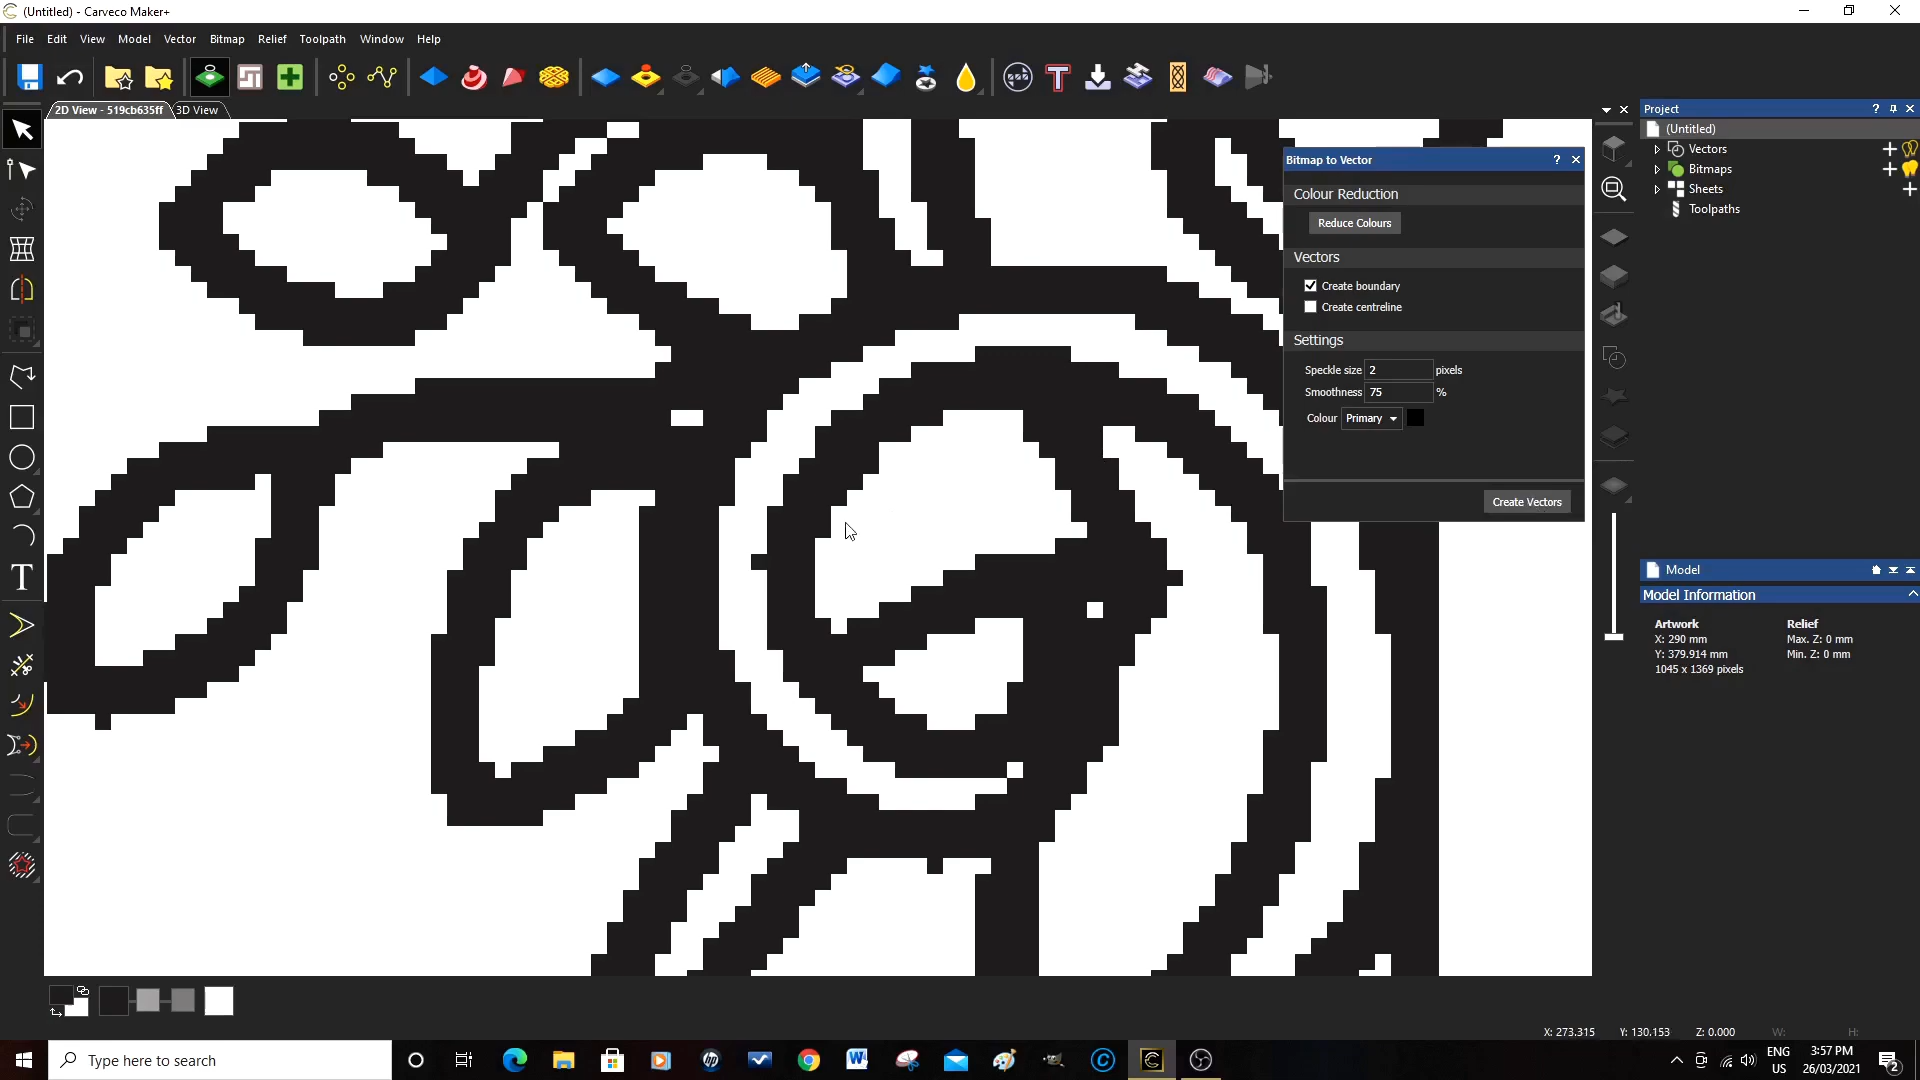 (Untitled) - Carveco Maker+
File Edit View Model Vector Bitmap Relief Toolpath Window Help
2D View - 519cb635ff 3D View
Project
(Untitled)
Vectors
Bitmaps
Sheets
Toolpaths
Bitmap to Vector
Colour Reduction
Reduce Colours
Vectors
Create boundary
Create centreline
Settings
Speckle size 2 pixels
Smoothness 75 %
Colour Primary
Create Vectors
Model
Model Information
Artwork Relief
X: 290 mm Max. Z: 0 mm
Y: 379.914 mm Min. Z: 0 mm
1045 x 1369 pixels
X: 273.315 Y: 130.153 Z: 0.000 W: H:
Type here to search
ENG
US
3:57 PM
26/03/2021
2